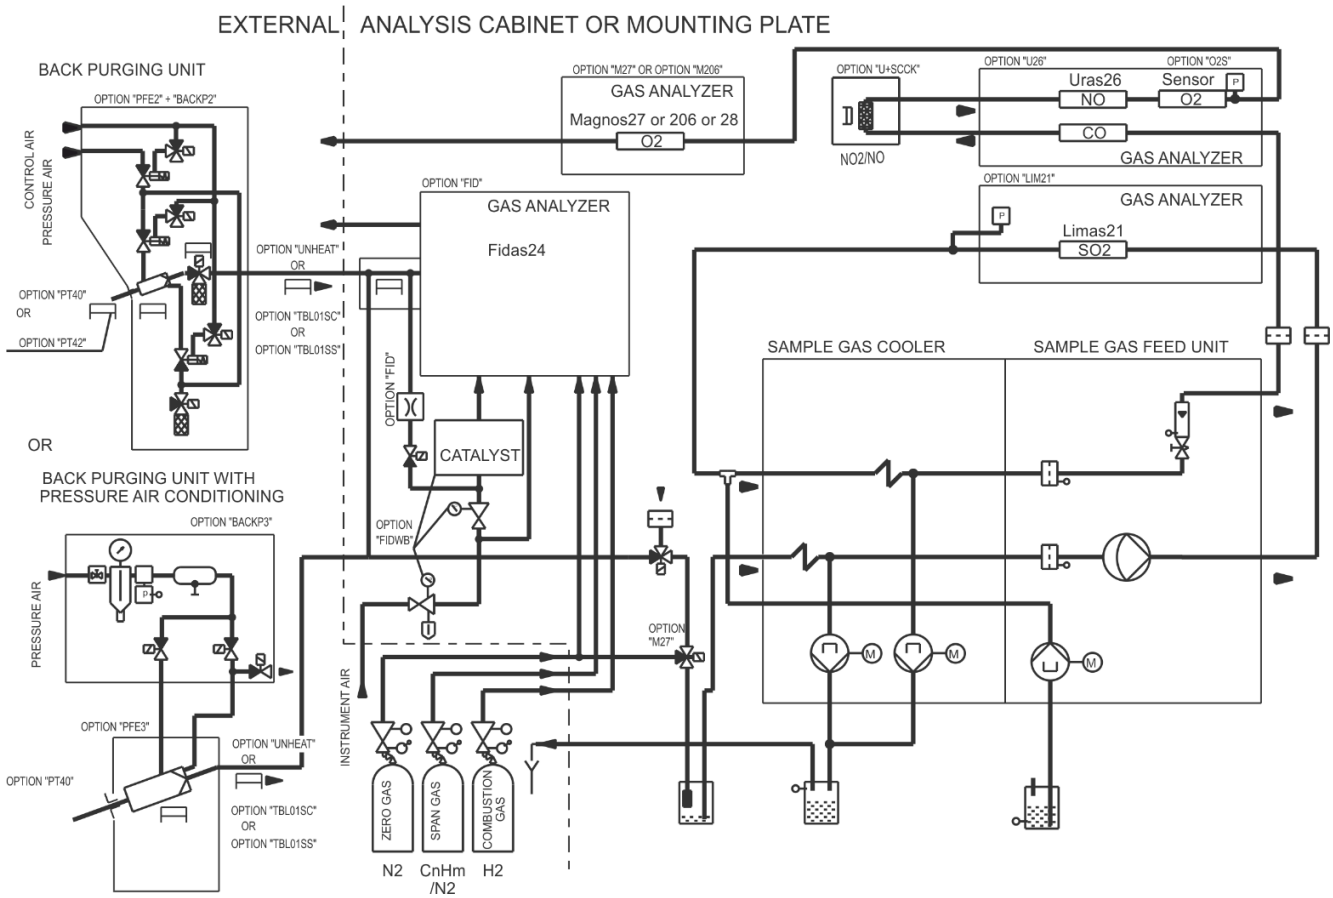 EXTERNAL
ANALYSIS CABINET OR MOUNTING PLATE
BACK PURGING UNIT
OPTION "PFE2" + "BACKP2"
CONTROL AIR
PRESSURE AIR
OPTION "PT40"
OR
OPTION "PT42"
OPTION "UNHEAT"
OR
OPTION "TBL01SC"
OR
OPTION "TBL01SS"
OPTION "M27" OR OPTION "M206"
GAS ANALYZER
Magnos27 or 206 or 28
O2
OPTION "U+SCCK"
NO2/NO
OPTION "U26"
OPTION "O2S"
Uras26
Sensor
P
NO
O2
CO
GAS ANALYZER
OPTION "LIM21"
GAS ANALYZER
P
Limas21
SO2
OPTION "FID"
GAS ANALYZER
Fidas24
OPTION "FID"
CATALYST
OPTION
"FIDWB"
SAMPLE GAS COOLER
SAMPLE GAS FEED UNIT
M
M
M
OR
BACK PURGING UNIT WITH
PRESSURE AIR CONDITIONING
OPTION "BACKP3"
PRESSURE AIR
P
OPTION "PFE3"
OPTION "PT40"
OPTION "UNHEAT"
OR
OPTION "TBL01SC"
OR
OPTION "TBL01SS"
INSTRUMENT AIR
OPTION
"M27"
ZERO GAS
SPAN GAS
COMBUSTION
GAS
N2
CnHm
/N2
H2